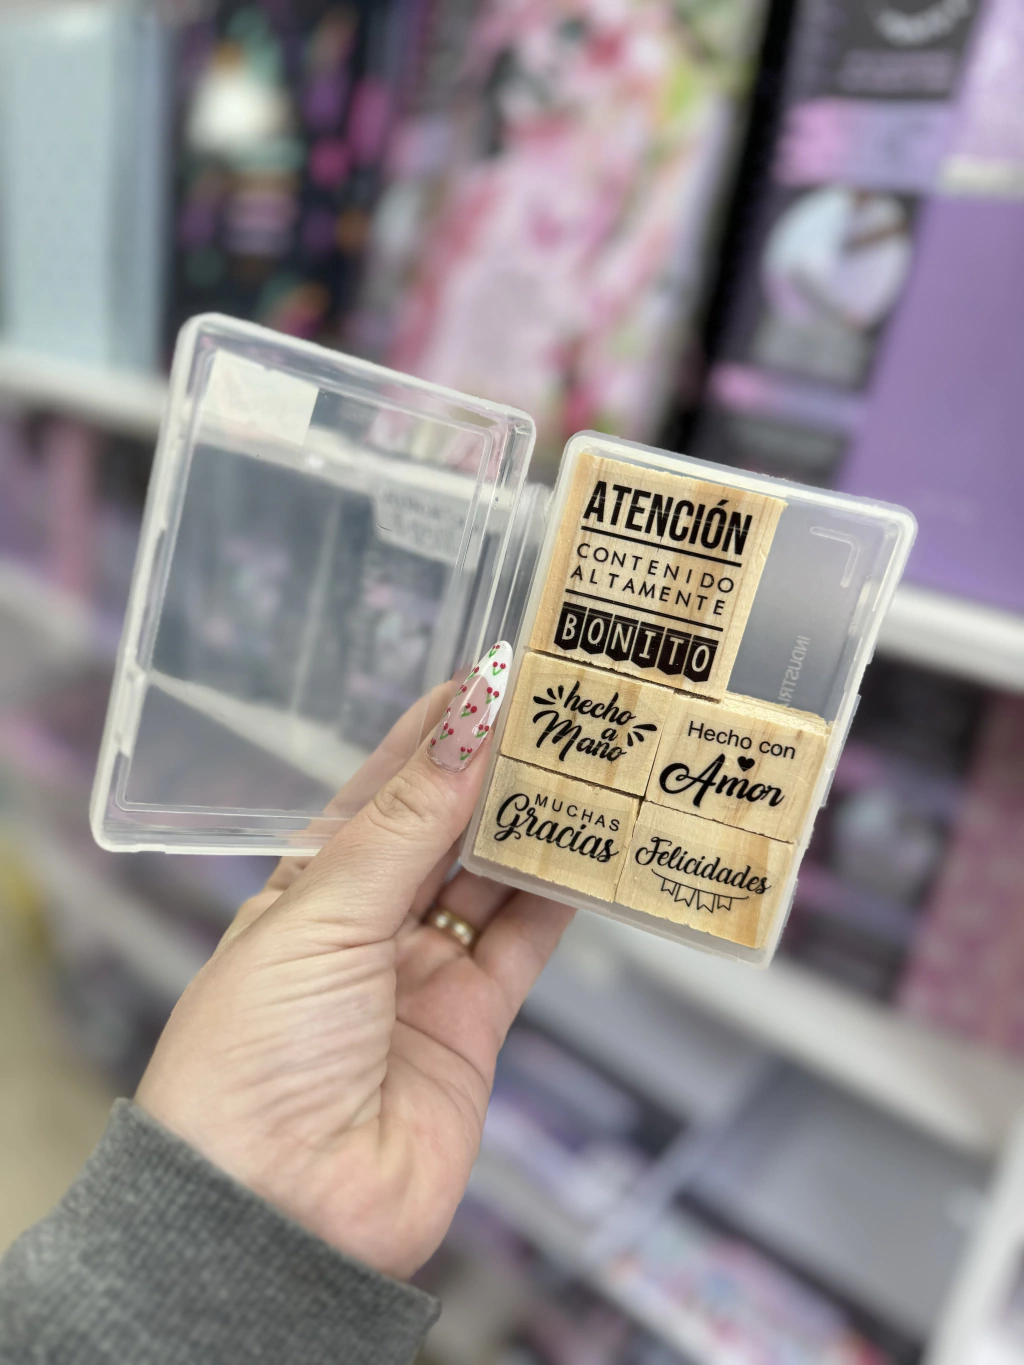 ATENCIÓN
CONTENIDO
ALTAMENTE
BONITO
hecho
a
Mano
Hecho con
Amor
MUCHAS
Gracias
Felicidades